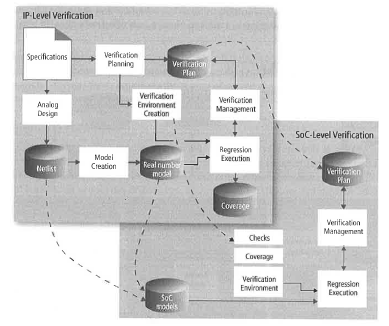 IP-Level Verification
Specifications
Verification
Planning
Verification
Plan
Analog
Design
Verification
Environment
Creation
Verification
Management
SoC-Level Verification
Netlist
Model
Creation
Real number
model
Regression
Execution
Verification
Plan
Coverage
Verification
Management
Checks
Coverage
Verification
Environment
Regression
Execution
SoC
models